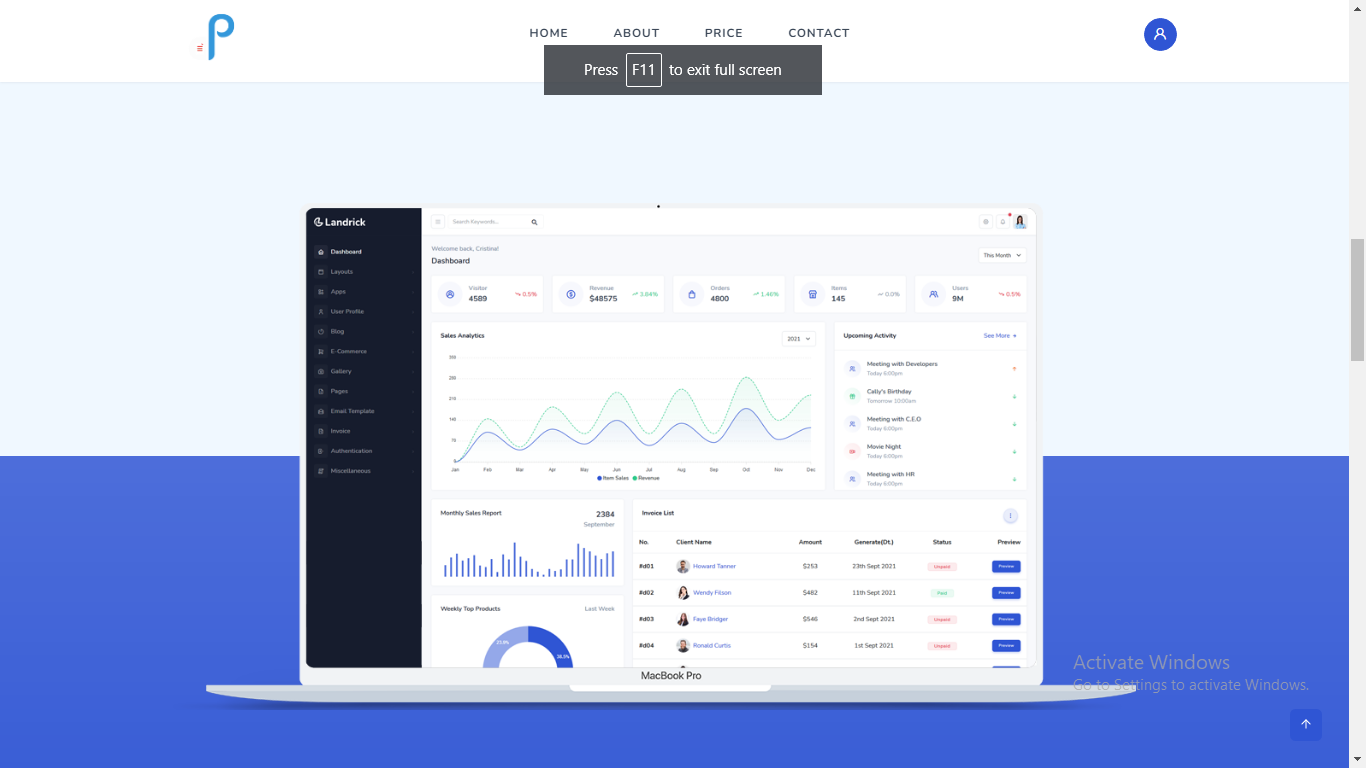 HOME ABOUT PRICE CONTACT
Press F11 to exit full screen
Landrick
Search Keywords...
Welcome back, Cristina!
Dashboard
This Month
Visitor
4589
0.5%
Revenue
$48575
3.84%
Orders
4800
1.46%
Items
145
0.0%
Users
9M
0.5%
Dashboard
Layouts
Apps
User Profile
Blog
E-Commerce
Gallery
Pages
Email Template
Invoice
Authentication
Miscellaneous
Sales Analytics
2021
Jan Feb Mar Apr May Jun Jul Aug Sep Oct Nov Dec
Item Sales Revenue
Upcoming Activity
See More
Meeting with Developers
Today 6:00pm
Cally's Birthday
Tomorrow 10:00am
Meeting with C.E.O
Today 6:00pm
Movie Night
Today 6:00pm
Meeting with HR
Today 6:00pm
Monthly Sales Report
2384
September
Weekly Top Products
Last Week
Invoice List
No. Client Name Amount Generate(Dt.) Status Preview
#d01 Howard Tanner $253 23th Sept 2021 Unpaid Preview
#d02 Wendy Filson $482 11th Sept 2021 Paid Preview
#d03 Faye Bridger $546 2nd Sept 2021 Unpaid Preview
#d04 Ronald Curtis $154 1st Sept 2021 Unpaid Preview
MacBook Pro
Activate Windows
Go to Settings to activate Windows.